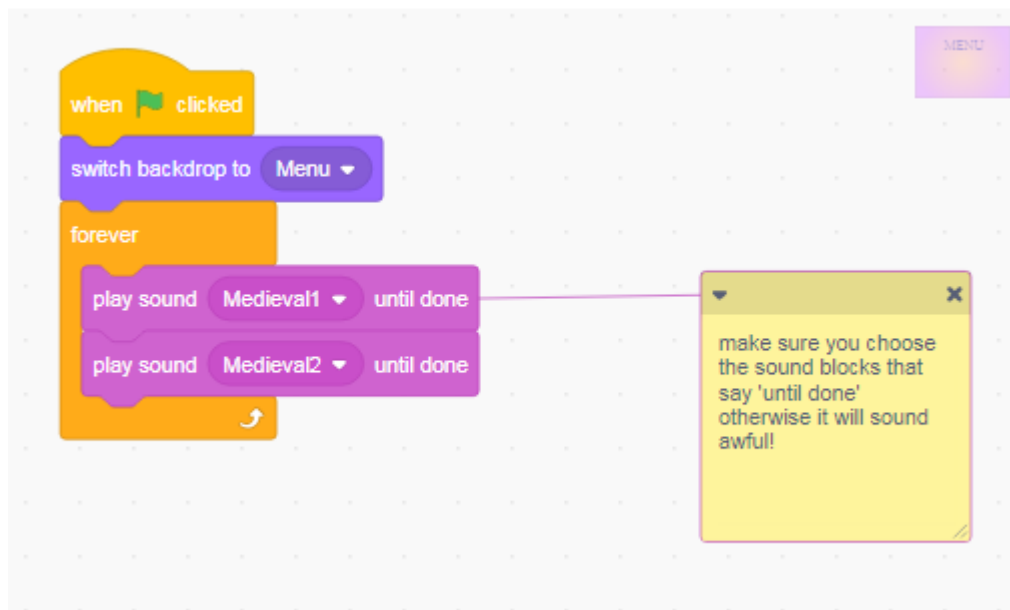 MENU
when clicked
switch backdrop to Menu
forever
play sound Medieval1 until done
play sound Medieval2 until done
make sure you choose
the sound blocks that
say 'until done'
otherwise it will sound
awful!